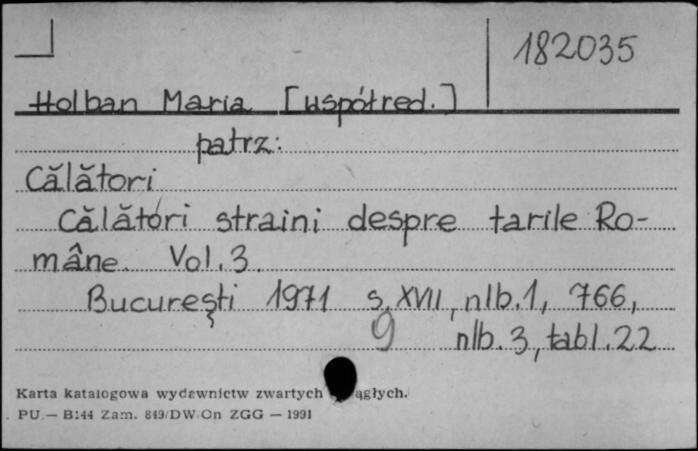 182035
Holban Maria [współred.]
patrz:
Călători
Călători straini despre tarile Ro-
mâne. Vol. 3.
București 1971 s. XVII, nlb. 1, 766,
9 nlb. 3, tabl. 22
Karta katalogowa wydawnictw zwartych ągłych.
PU — B144 Zam. 849/DW.On ZGG — 1991